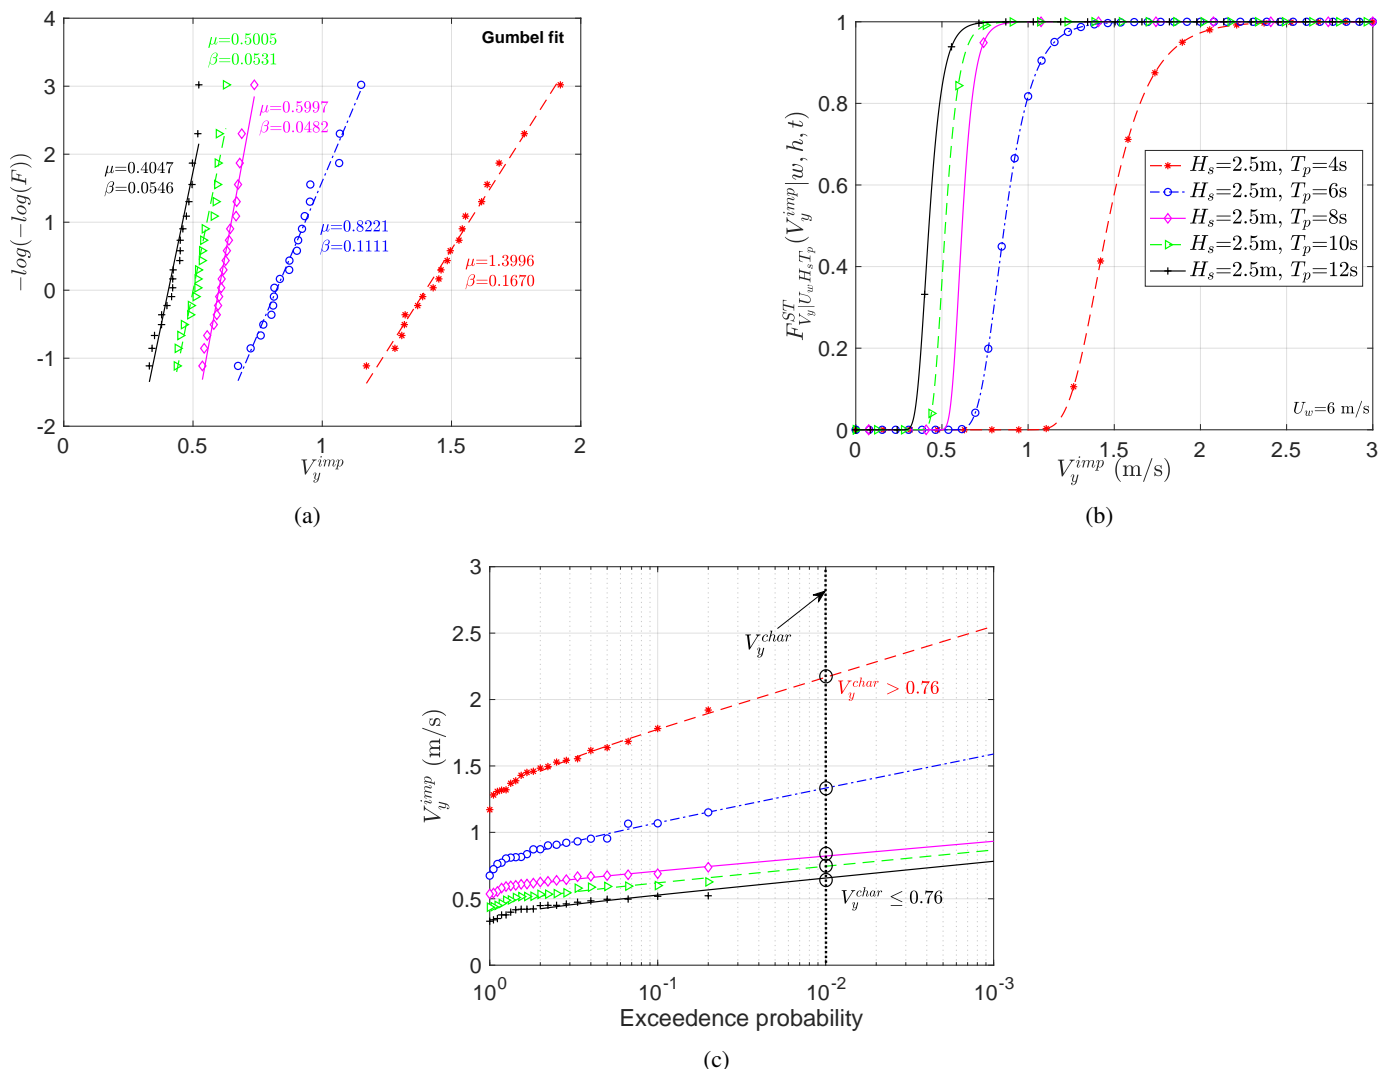 Gumbel fit
μ=0.5005
β=0.0531
μ=0.5997
β=0.0482
μ=0.4047
β=0.0546
μ=0.8221
β=0.1111
μ=1.3996
β=0.1670
4
3
2
1
0
-1
-2
0
0.5
1
1.5
2
−log(−log(F))
V_y^{imp}
(a)
1
0.8
0.6
0.4
0.2
0
0
0.5
1
1.5
2
2.5
3
F^{ST}_{V_y|U_wH_sT_p}(V_y^{imp}|w, h, t)
H_s=2.5m, T_p=4s
H_s=2.5m, T_p=6s
H_s=2.5m, T_p=8s
H_s=2.5m, T_p=10s
H_s=2.5m, T_p=12s
U_w=6 m/s
V_y^{imp} (m/s)
(b)
3
2.5
2
1.5
1
0.5
0
V_y^{imp} (m/s)
V_y^{char}
V_y^{char} > 0.76
V_y^{char} ≤ 0.76
10^0
10^{-1}
10^{-2}
10^{-3}
Exceedence probability
(c)